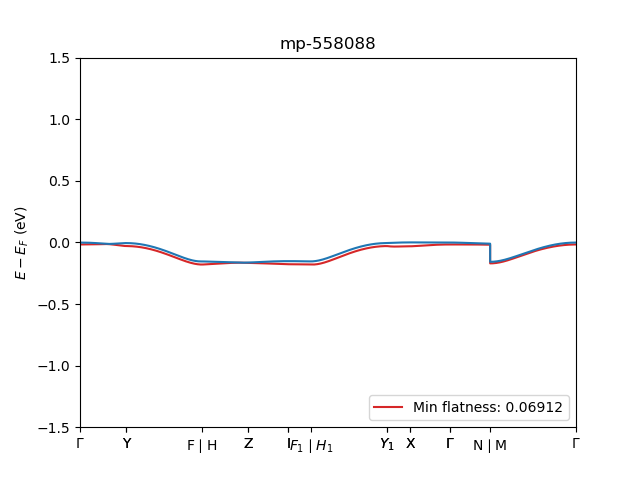 mp-558088
E − E_F (eV)
1.5
1.0
0.5
0.0
−0.5
−1.0
−1.5
Min flatness: 0.06912
Γ Y F | H Z I F₁ | H₁ Y₁ X Γ N | M Γ